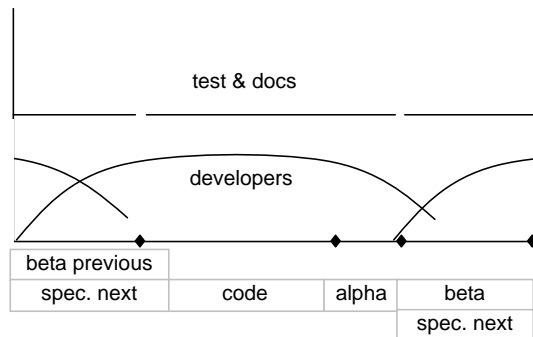 test & docs
developers
beta previous
spec. next code alpha beta
spec. next